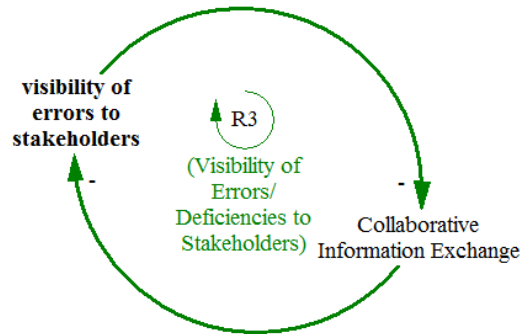 visibility of
errors to
stakeholders
-
R3
(Visibility of
Errors/
Deficiencies to
Stakeholders)
-
Collaborative
Information Exchange